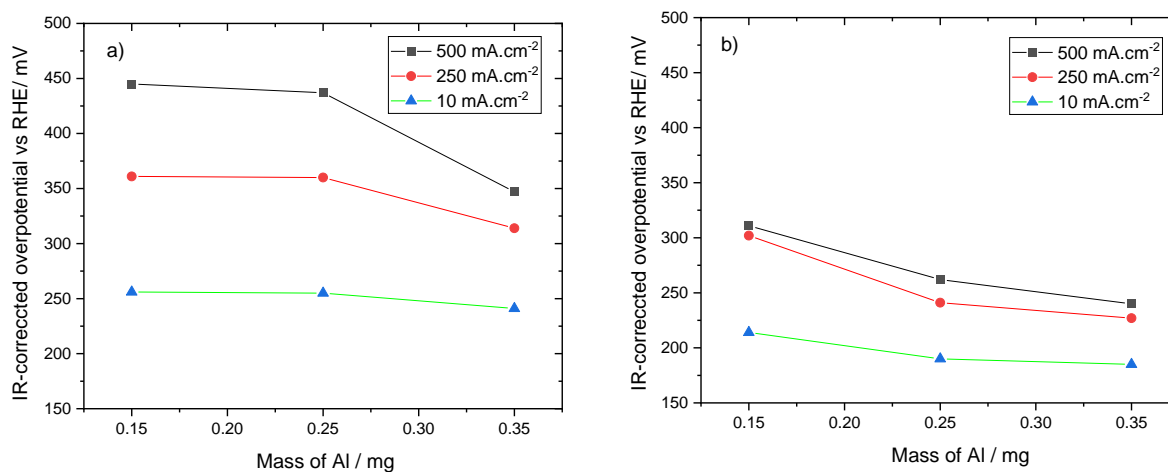 a)
500 mA.cm-2
250 mA.cm-2
10 mA.cm-2
IR-correccted overpotential vs RHE/ mV
500
450
400
350
300
250
200
150
0.15 0.20 0.25 0.30 0.35
Mass of Al / mg
b)
500 mA.cm-2
250 mA.cm-2
10 mA.cm-2
IR-correccted overpotential vs RHE/ mV
500
450
400
350
300
250
200
150
0.15 0.20 0.25 0.30 0.35
Mass of Al / mg